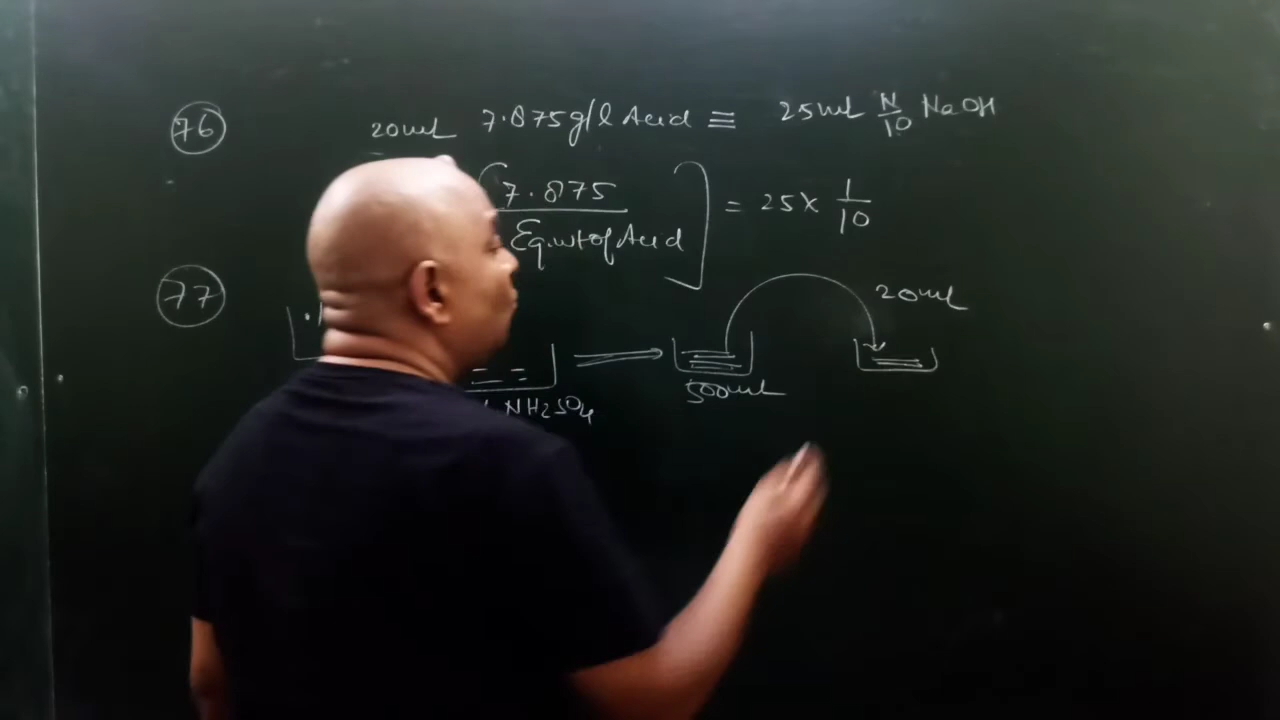 76
20ml 7.875g/l Acid ≡ 25ml N/10 NaOH
[7.875/Eq.wt of Acid] = 25 × 1/10
77
20ml
500ml
NH2SO4